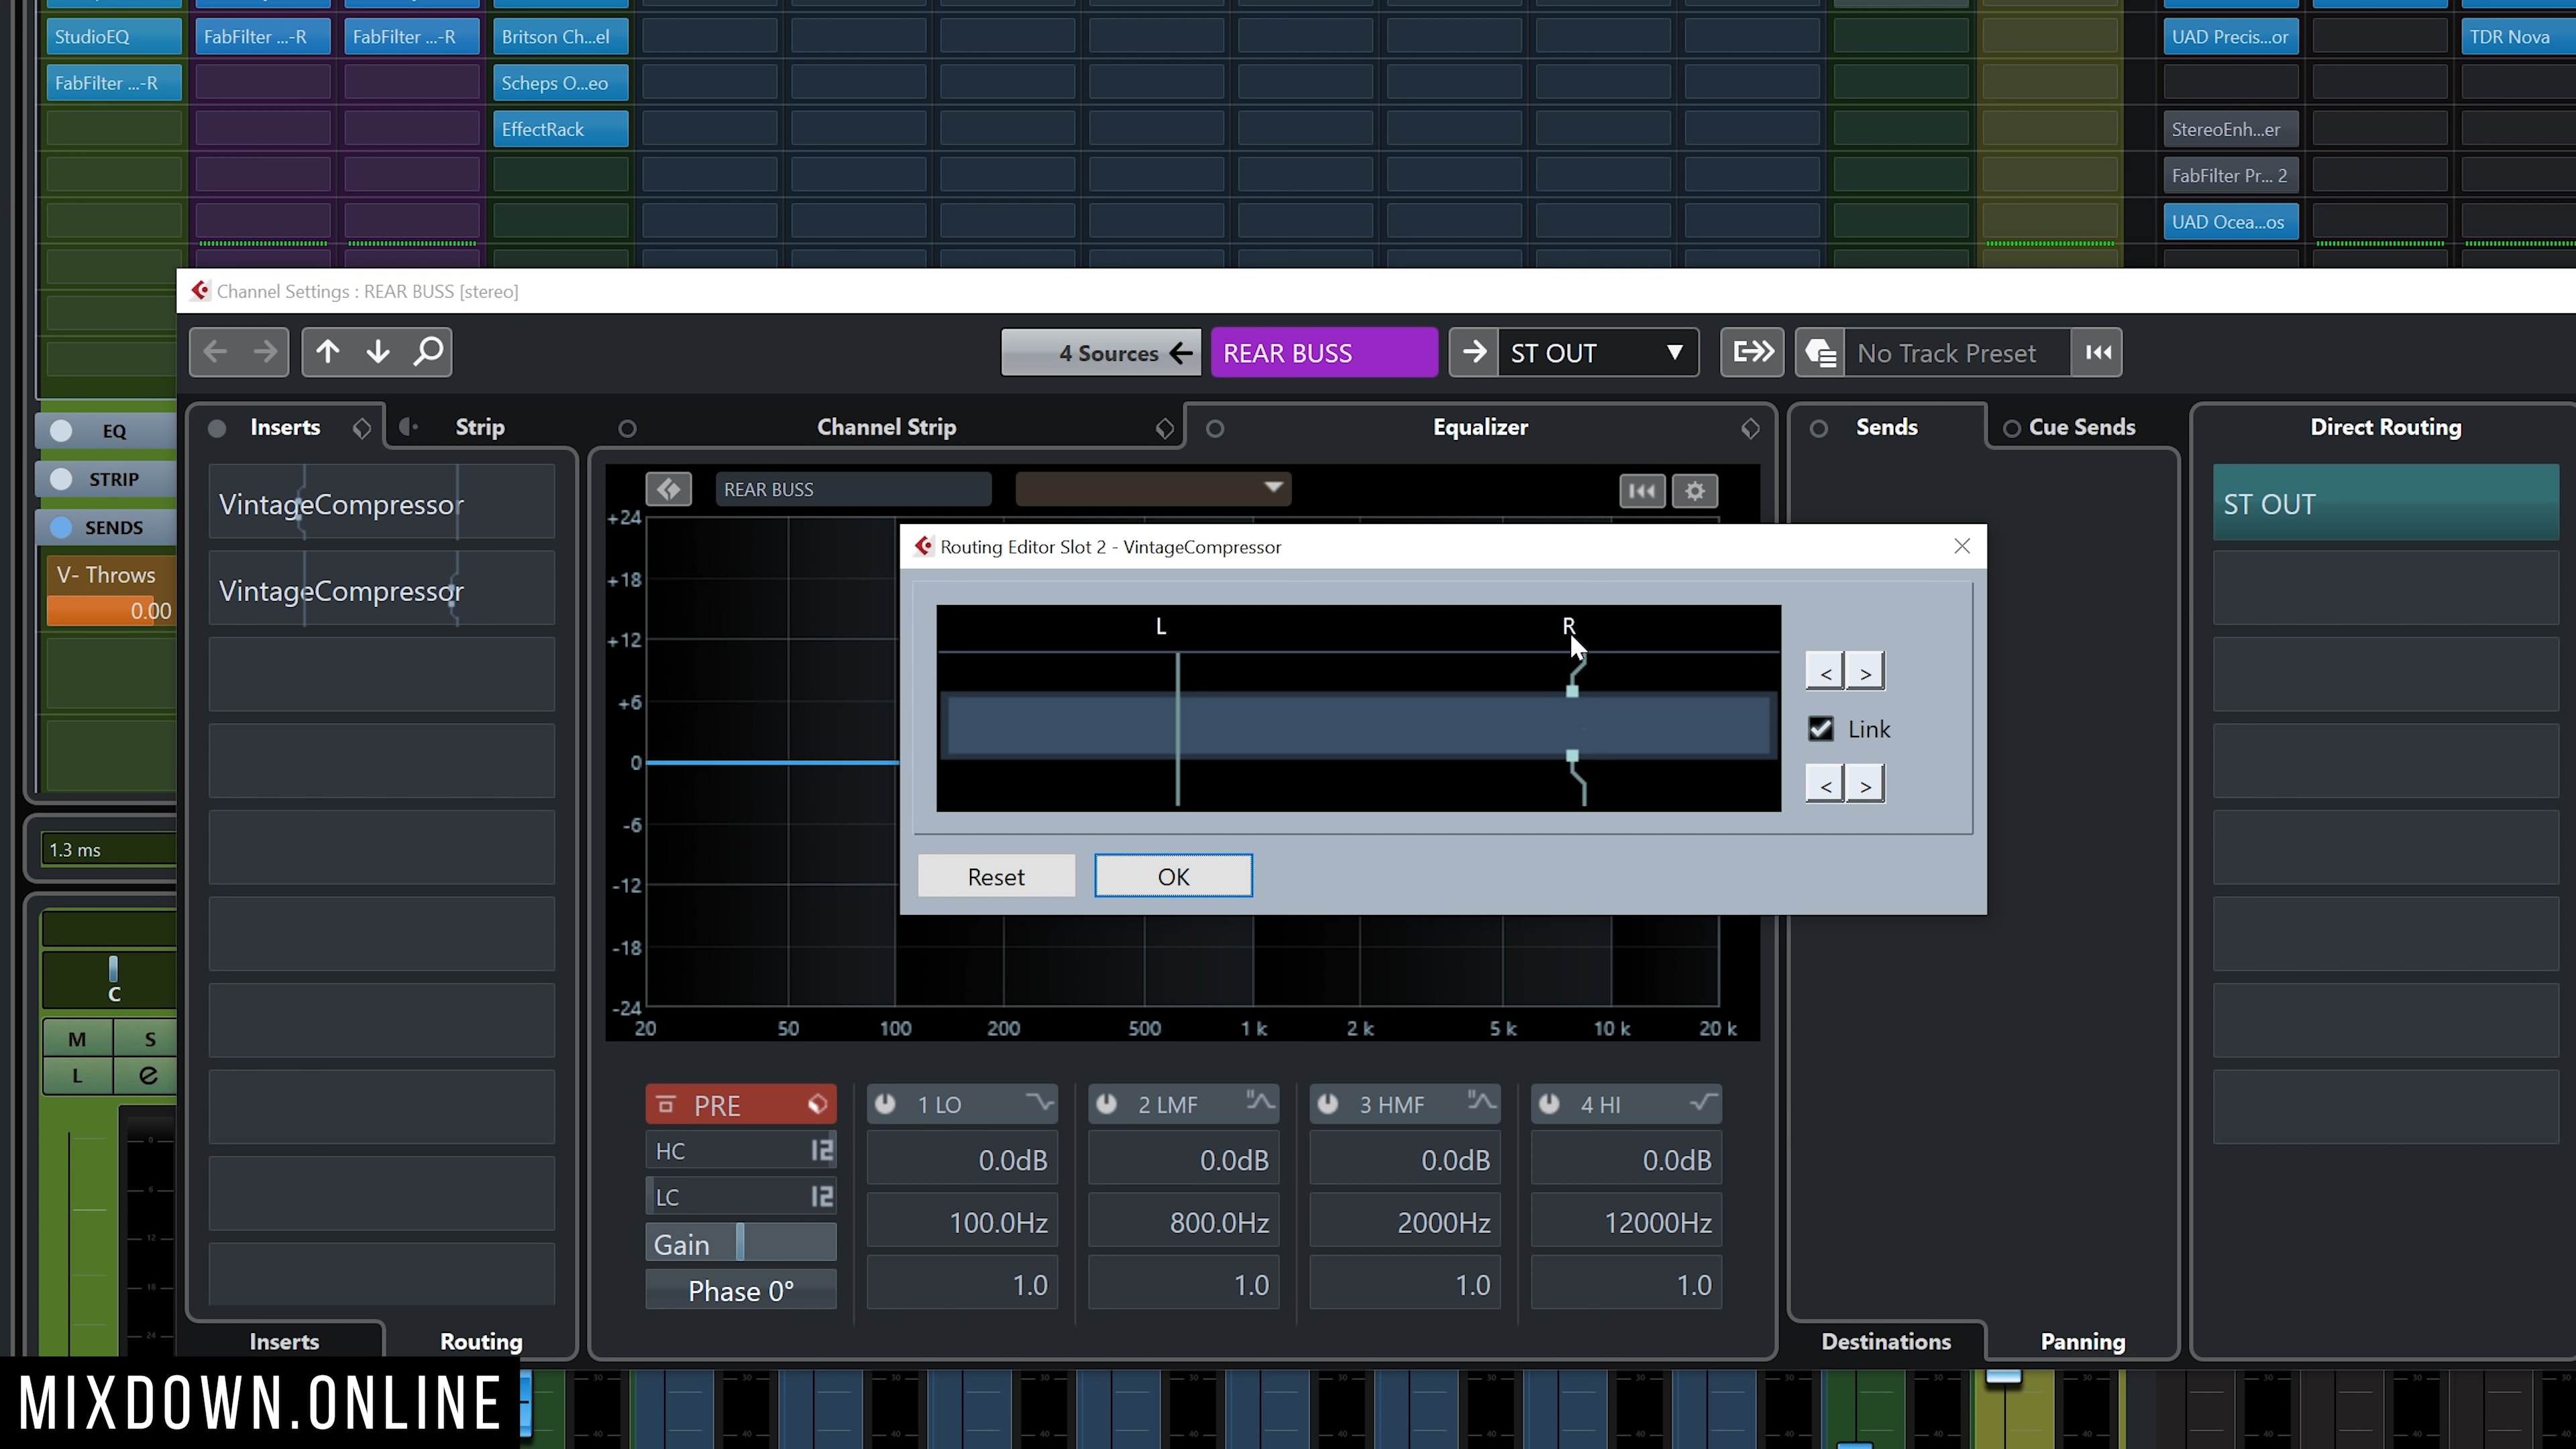 StudioEQ FabFilter ...-R FabFilter ...-R Britson Ch...el UAD Precis...or TDR Nova
FabFilter ...-R Scheps O...eo
EffectRack StereoEnh...er
FabFilter Pr... 2
UAD Ocea...os
Channel Settings : REAR BUSS [stereo]
4 Sources REAR BUSS ST OUT No Track Preset
Inserts Strip Channel Strip Equalizer Sends Cue Sends Direct Routing
EQ
STRIP
SENDS
V- Throws
0.00
1.3 ms
C
M S
L e
VintageCompressor
VintageCompressor
REAR BUSS
ST OUT
+24
+18
+12
+6
0
-6
-12
-18
-24
20 50 100 200 500 1 k 2 k 5 k 10 k 20 k
Routing Editor Slot 2 - VintageCompressor
L R
< >
Link
< >
Reset OK
PRE 1 LO 2 LMF 3 HMF 4 HI
HC 12 0.0dB 0.0dB 0.0dB 0.0dB
LC 12
Gain 100.0Hz 800.0Hz 2000Hz 12000Hz
Phase 0° 1.0 1.0 1.0 1.0
Inserts Routing Destinations Panning
MIXDOWN.ONLINE